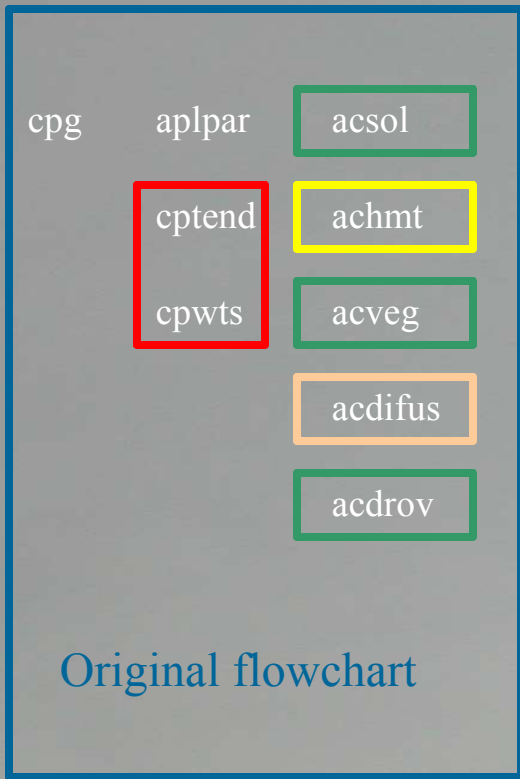 cpg aplpar acsol
cptend achmt
cpwts acveg
acdifus
acdrov
Original flowchart